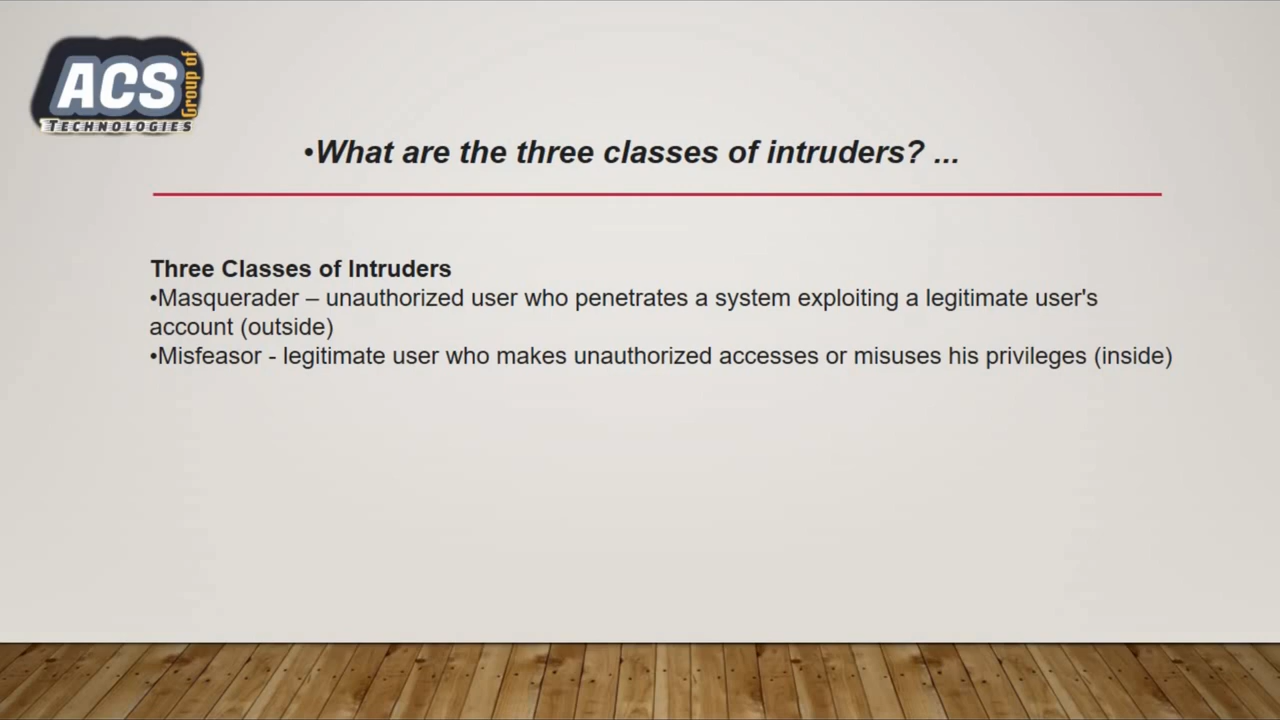 ACS
Group of
TECHNOLOGIES
•What are the three classes of intruders? ...
Three Classes of Intruders
•Masquerader – unauthorized user who penetrates a system exploiting a legitimate user's
account (outside)
•Misfeasor - legitimate user who makes unauthorized accesses or misuses his privileges (inside)